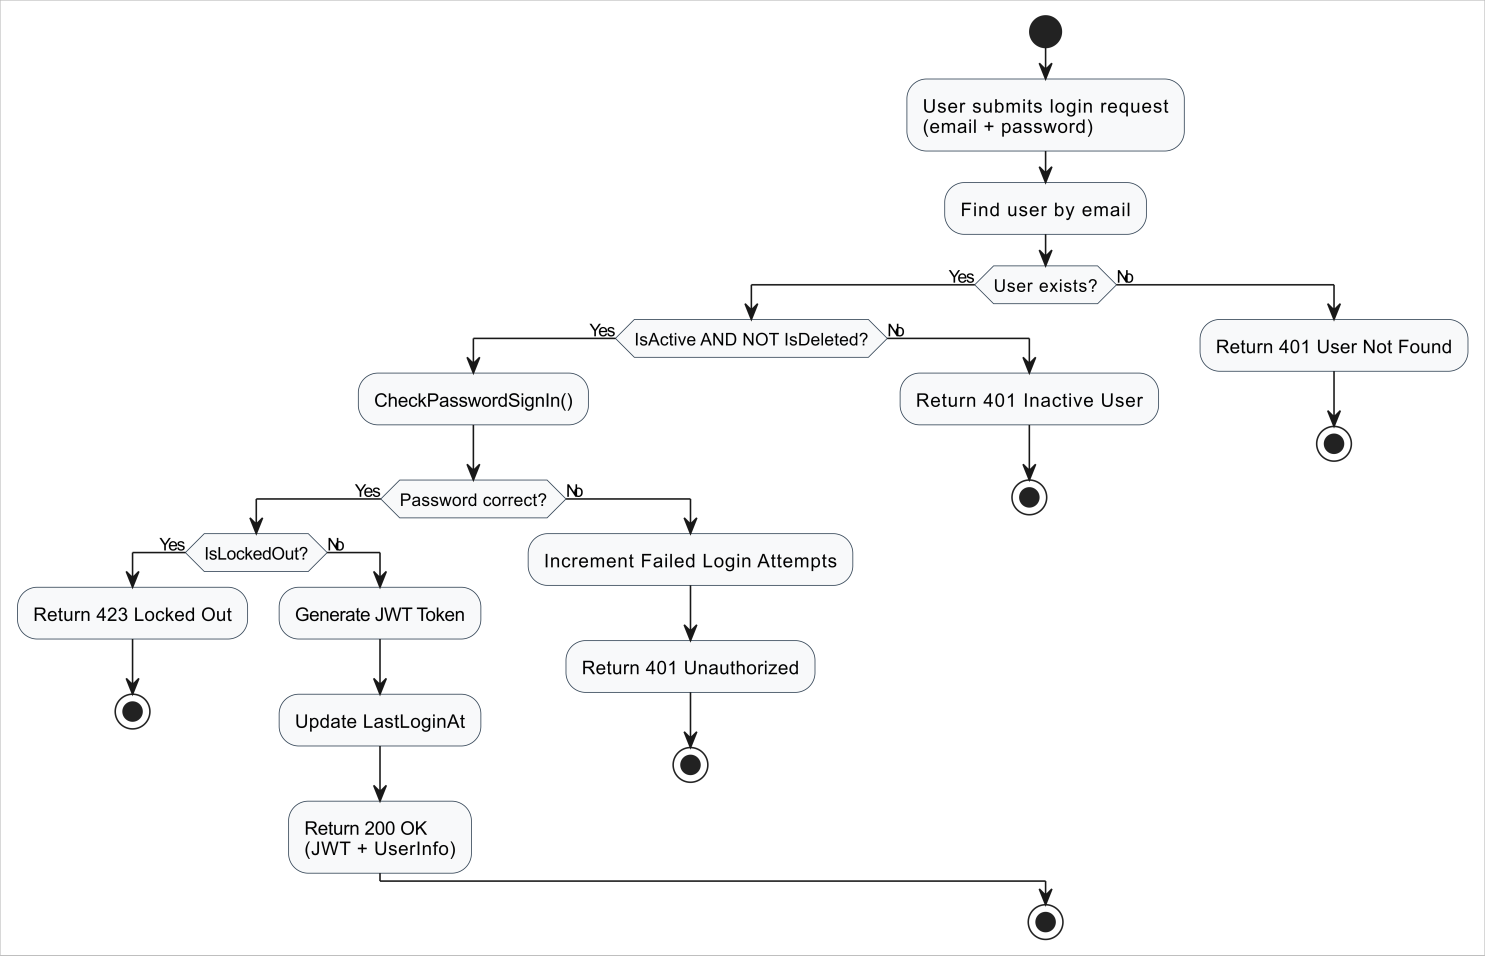 User submits login request
(email + password)
Find user by email
Yes
User exists?
No
Yes
IsActive AND NOT IsDeleted?
No
Return 401 User Not Found
CheckPasswordSignIn()
Return 401 Inactive User
Yes
Password correct?
No
Yes
IsLockedOut?
No
Increment Failed Login Attempts
Return 423 Locked Out
Generate JWT Token
Return 401 Unauthorized
Update LastLoginAt
Return 200 OK
(JWT + UserInfo)